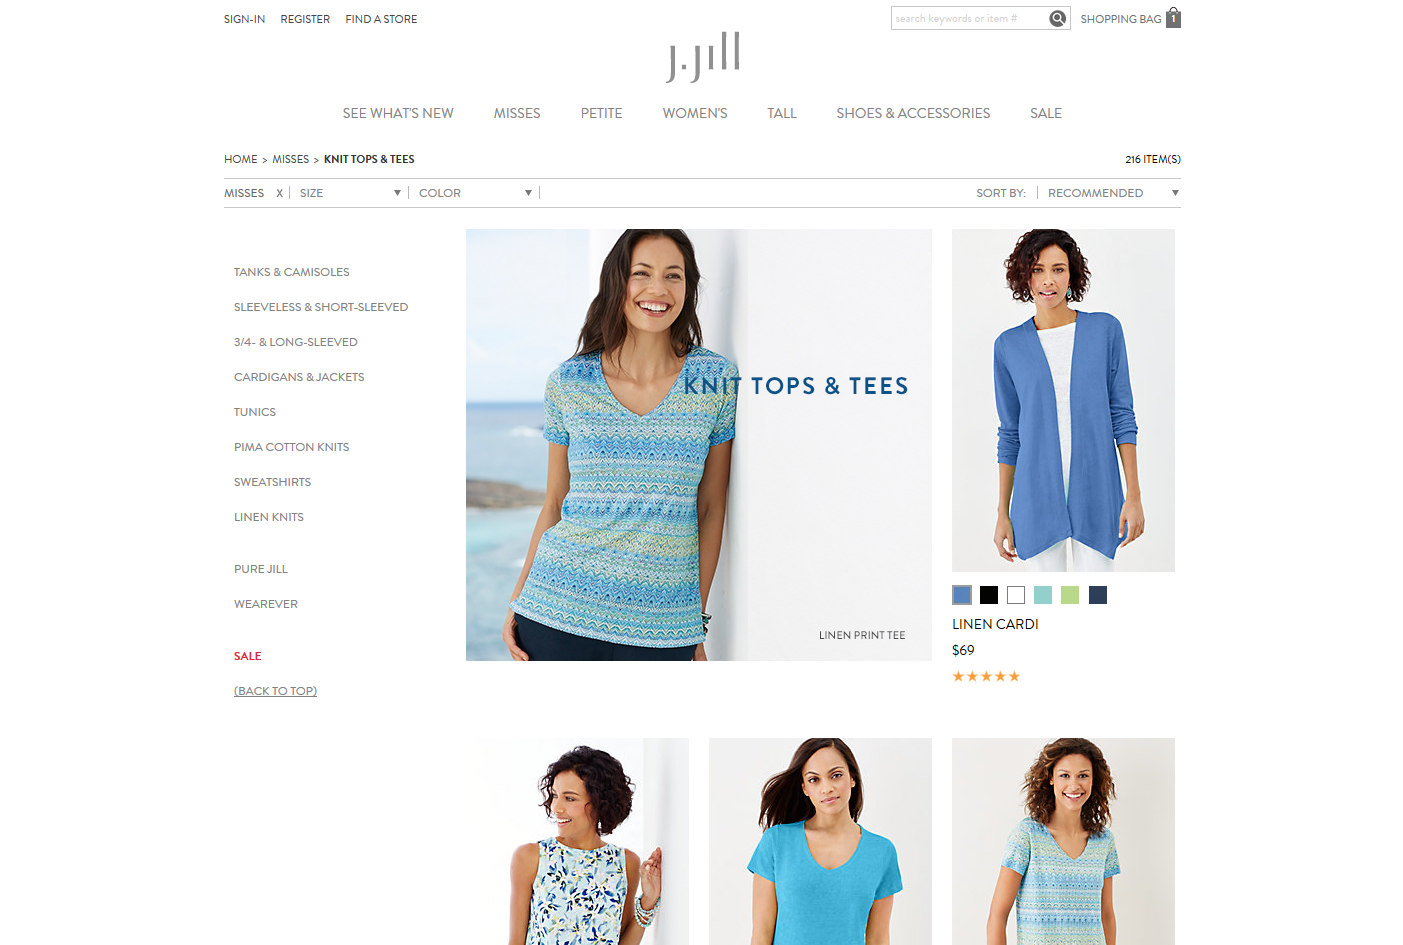 SIGN-IN REGISTER FIND A STORE
search keywords or item #
SHOPPING BAG 1
j.jill
SEE WHAT'S NEW MISSES PETITE WOMEN'S TALL SHOES & ACCESSORIES SALE
HOME > MISSES > KNIT TOPS & TEES
216 ITEM(S)
MISSES X SIZE COLOR
SORT BY: RECOMMENDED
TANKS & CAMISOLES
SLEEVELESS & SHORT-SLEEVED
3/4- & LONG-SLEEVED
CARDIGANS & JACKETS
TUNICS
PIMA COTTON KNITS
SWEATSHIRTS
LINEN KNITS
PURE JILL
WEAREVER
SALE
(BACK TO TOP)
KNIT TOPS & TEES
LINEN PRINT TEE
LINEN CARDI
$69